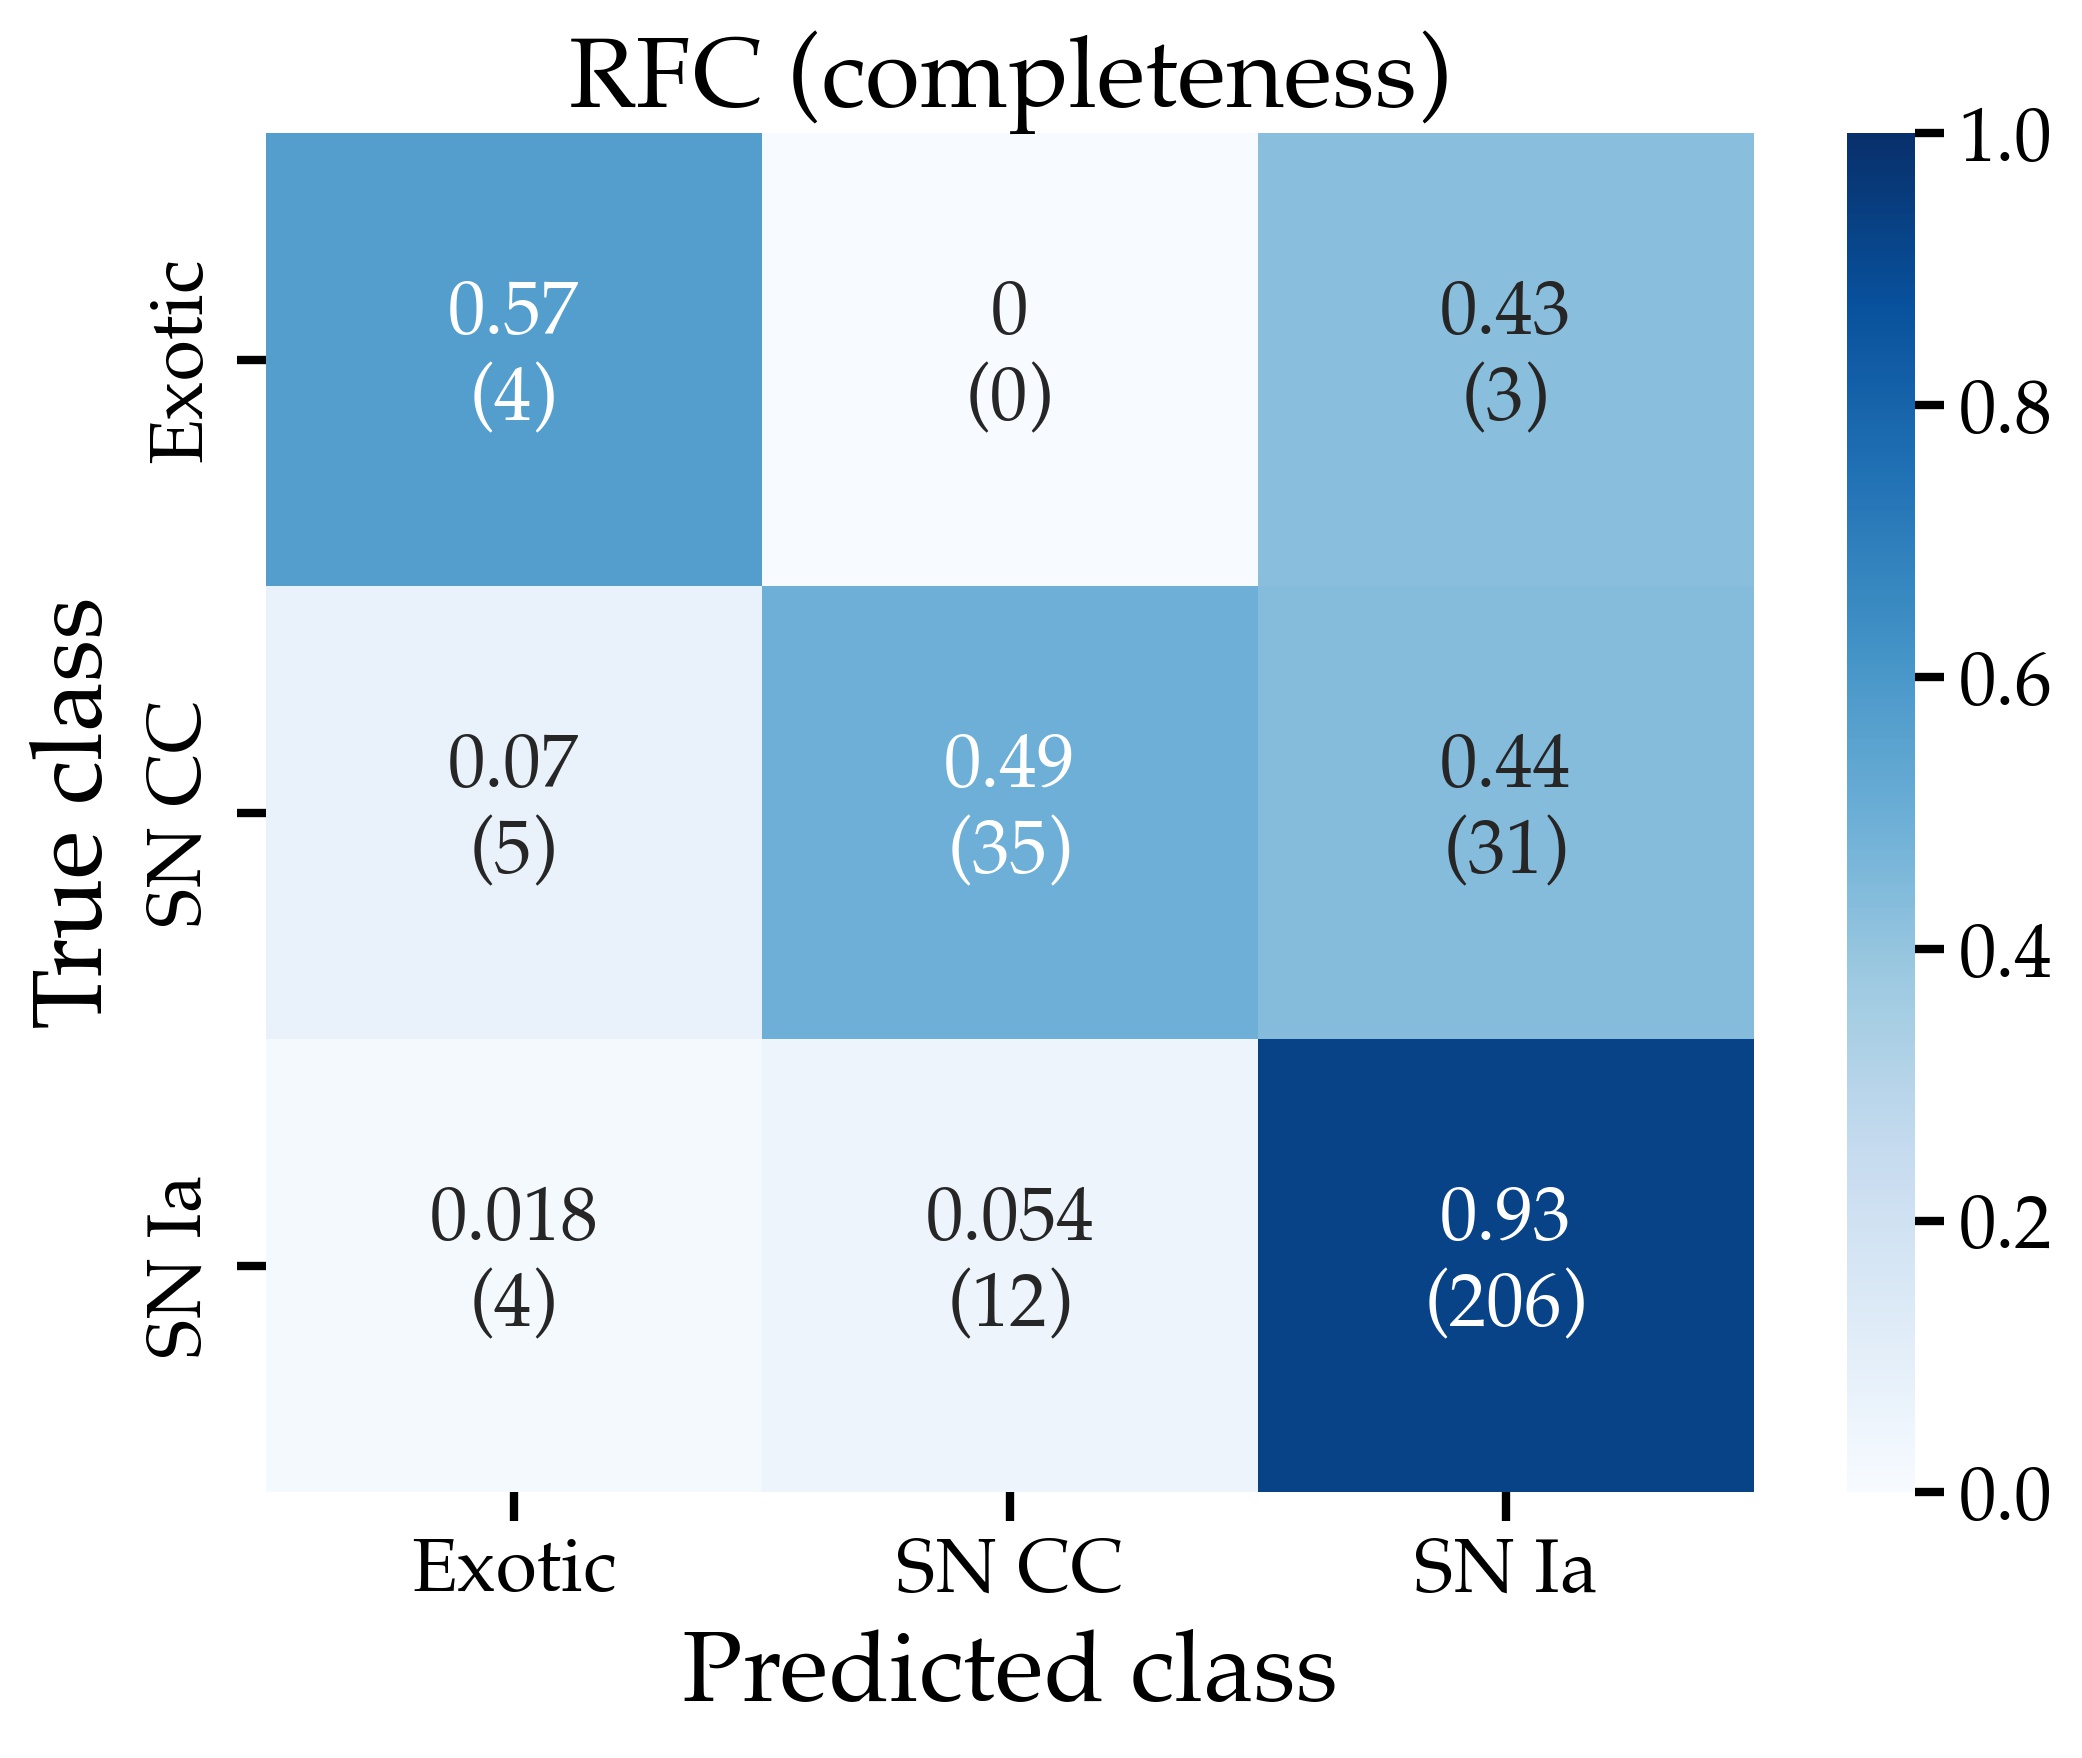 RFC (completeness)
True class
Exotic
SN CC
SN Ia
0.57
(4)
0
(0)
0.43
(3)
0.07
(5)
0.49
(35)
0.44
(31)
0.018
(4)
0.054
(12)
0.93
(206)
Exotic
SN CC
SN Ia
Predicted class
1.0
0.8
0.6
0.4
0.2
0.0